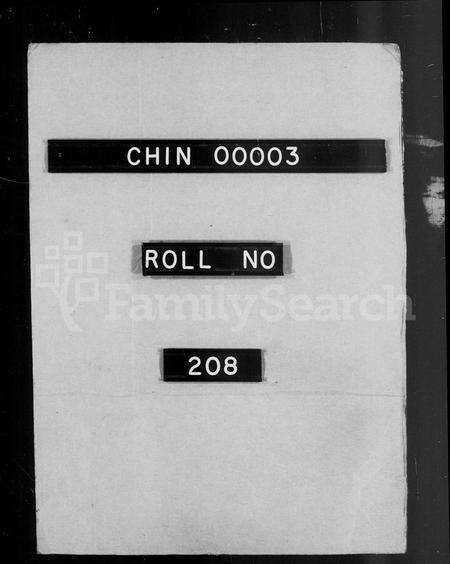 CHIN 00003
ROLL NO
FamilySearch
208